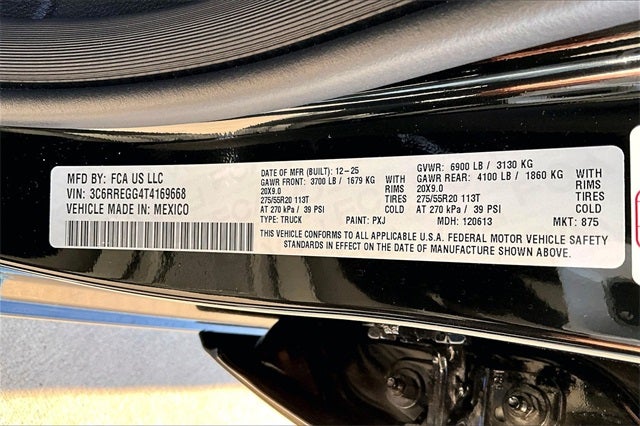 MFD BY: FCA US LLC
VIN: 3C6RREGG4T4169668
VEHICLE MADE IN: MEXICO
DATE OF MFR (BUILT): 12-25 GVWR: 6900 LB / 3130 KG
GAWR FRONT: 3700 LB / 1679 KG WITH GAWR REAR: 4100 LB / 1860 KG WITH
20X9.0 RIMS 20X9.0 RIMS
275/55R20 113T TIRES 275/55R20 113T TIRES
AT 270 kPa / 39 PSI COLD AT 270 kPa / 39 PSI COLD
TYPE: TRUCK PAINT: PXJ MDH: 120613 MKT: 875
THIS VEHICLE CONFORMS TO ALL APPLICABLE U.S.A. FEDERAL MOTOR VEHICLE SAFETY
STANDARDS IN EFFECT ON THE DATE OF MANUFACTURE SHOWN ABOVE.